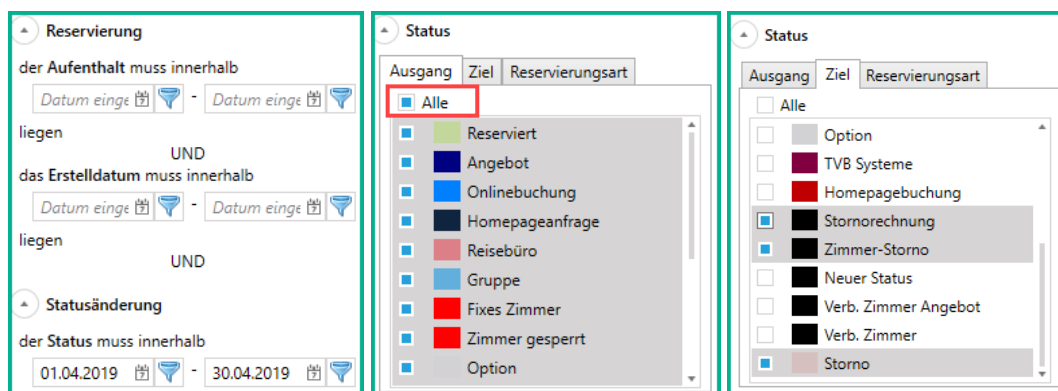 Reservierung
der Aufenthalt muss innerhalb
Datum einge - Datum einge
liegen
UND
das Erstelldatum muss innerhalb
Datum einge - Datum einge
liegen
UND
Statusänderung
der Status muss innerhalb
01.04.2019 - 30.04.2019
Status
Ausgang Ziel Reservierungsart
Alle
Reserviert
Angebot
Onlinebuchung
Homepageanfrage
Reisebüro
Gruppe
Fixes Zimmer
Zimmer gesperrt
Option
Status
Ausgang Ziel Reservierungsart
Alle
Option
TVB Systeme
Homepagebuchung
Stornorechnung
Zimmer-Storno
Neuer Status
Verb. Zimmer Angebot
Verb. Zimmer
Storno